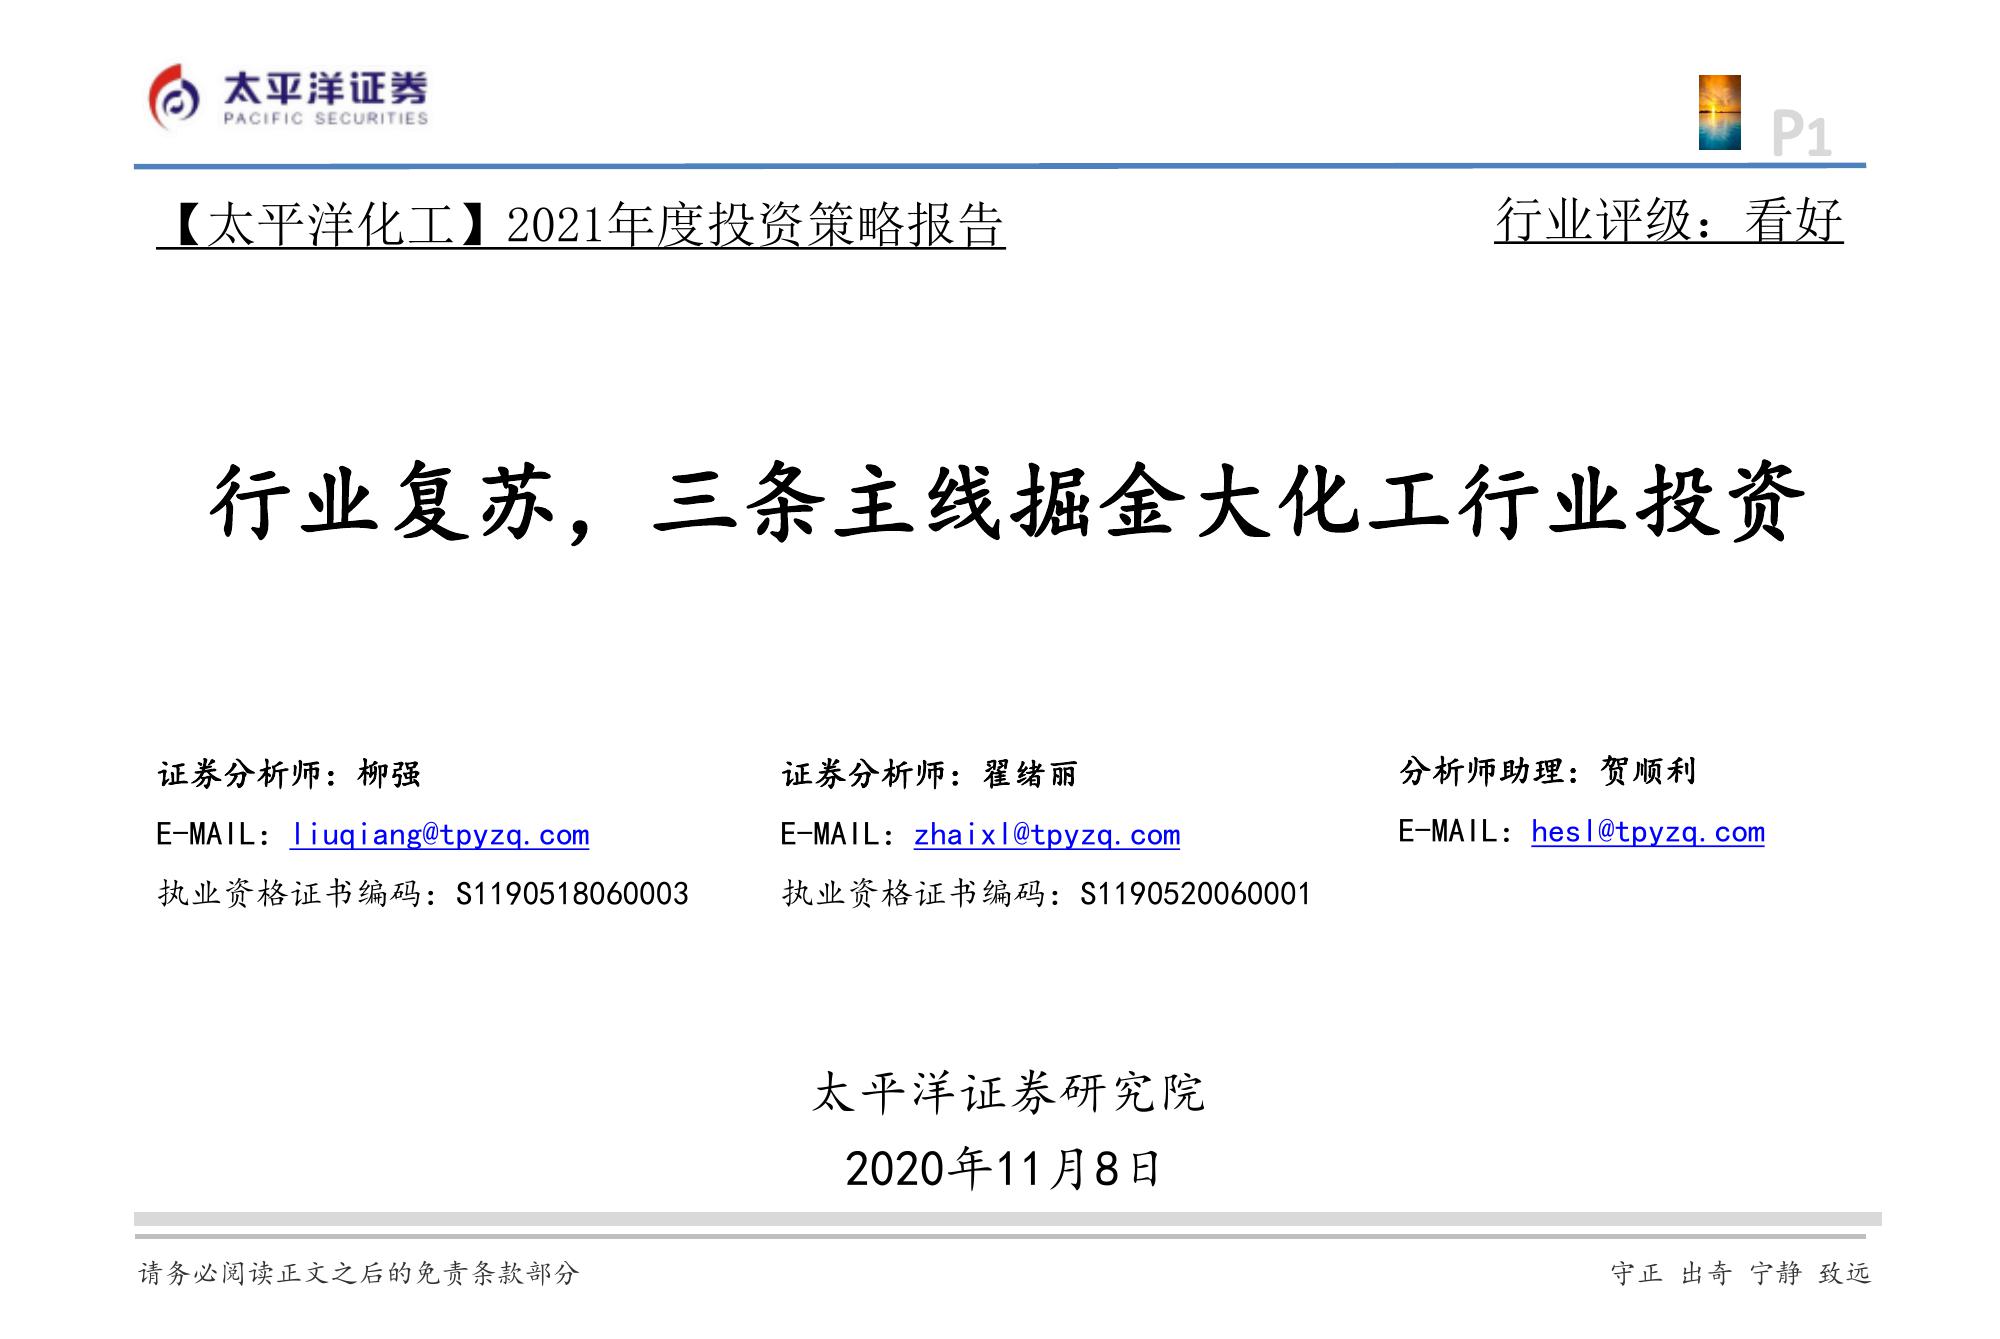 太平洋证券
PACIFIC SECURITIES
P1
【太平洋化工】2021年度投资策略报告
行业评级：看好
行业复苏，三条主线掘金大化工行业投资
证券分析师：柳强
E-MAIL：liuqiang@tpyzq.com
执业资格证书编码：S1190518060003
证券分析师：翟绪丽
E-MAIL：zhaixl@tpyzq.com
执业资格证书编码：S1190520060001
分析师助理：贺顺利
E-MAIL：hesl@tpyzq.com
太平洋证券研究院
2020年11月8日
请务必阅读正文之后的免责条款部分
守正 出奇 宁静 致远